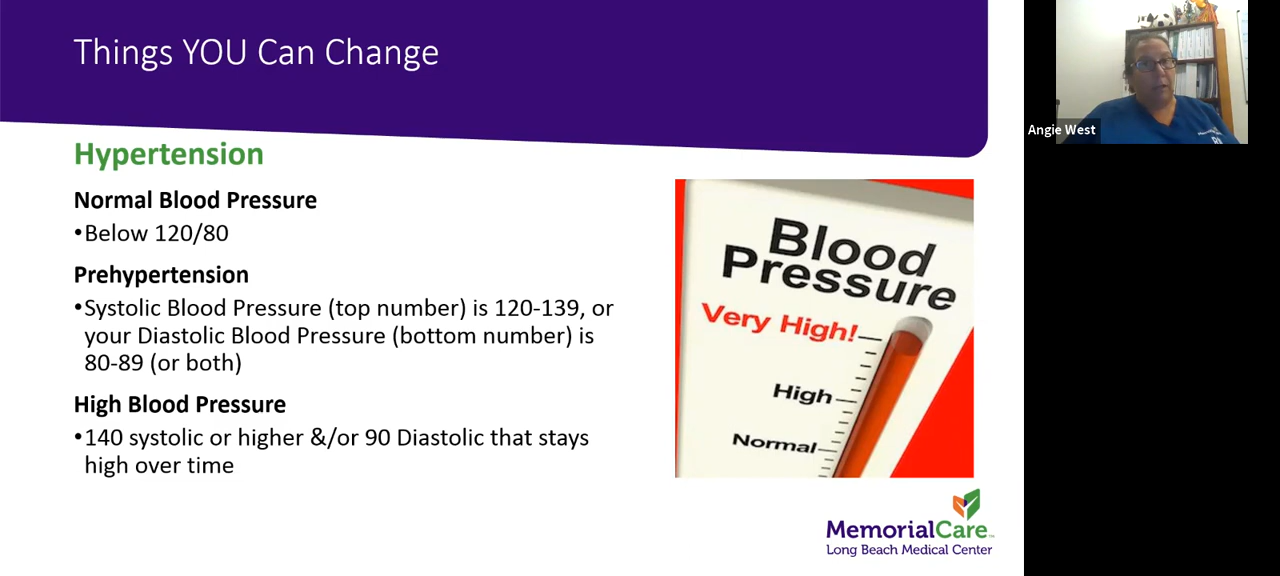 Things YOU Can Change
Hypertension
Normal Blood Pressure
•Below 120/80
Prehypertension
•Systolic Blood Pressure (top number) is 120-139, or
your Diastolic Blood Pressure (bottom number) is
80-89 (or both)
High Blood Pressure
•140 systolic or higher &/or 90 Diastolic that stays
high over time
Blood
Pressure
Very High!
High
Normal
MemorialCare
Long Beach Medical Center
Angie West